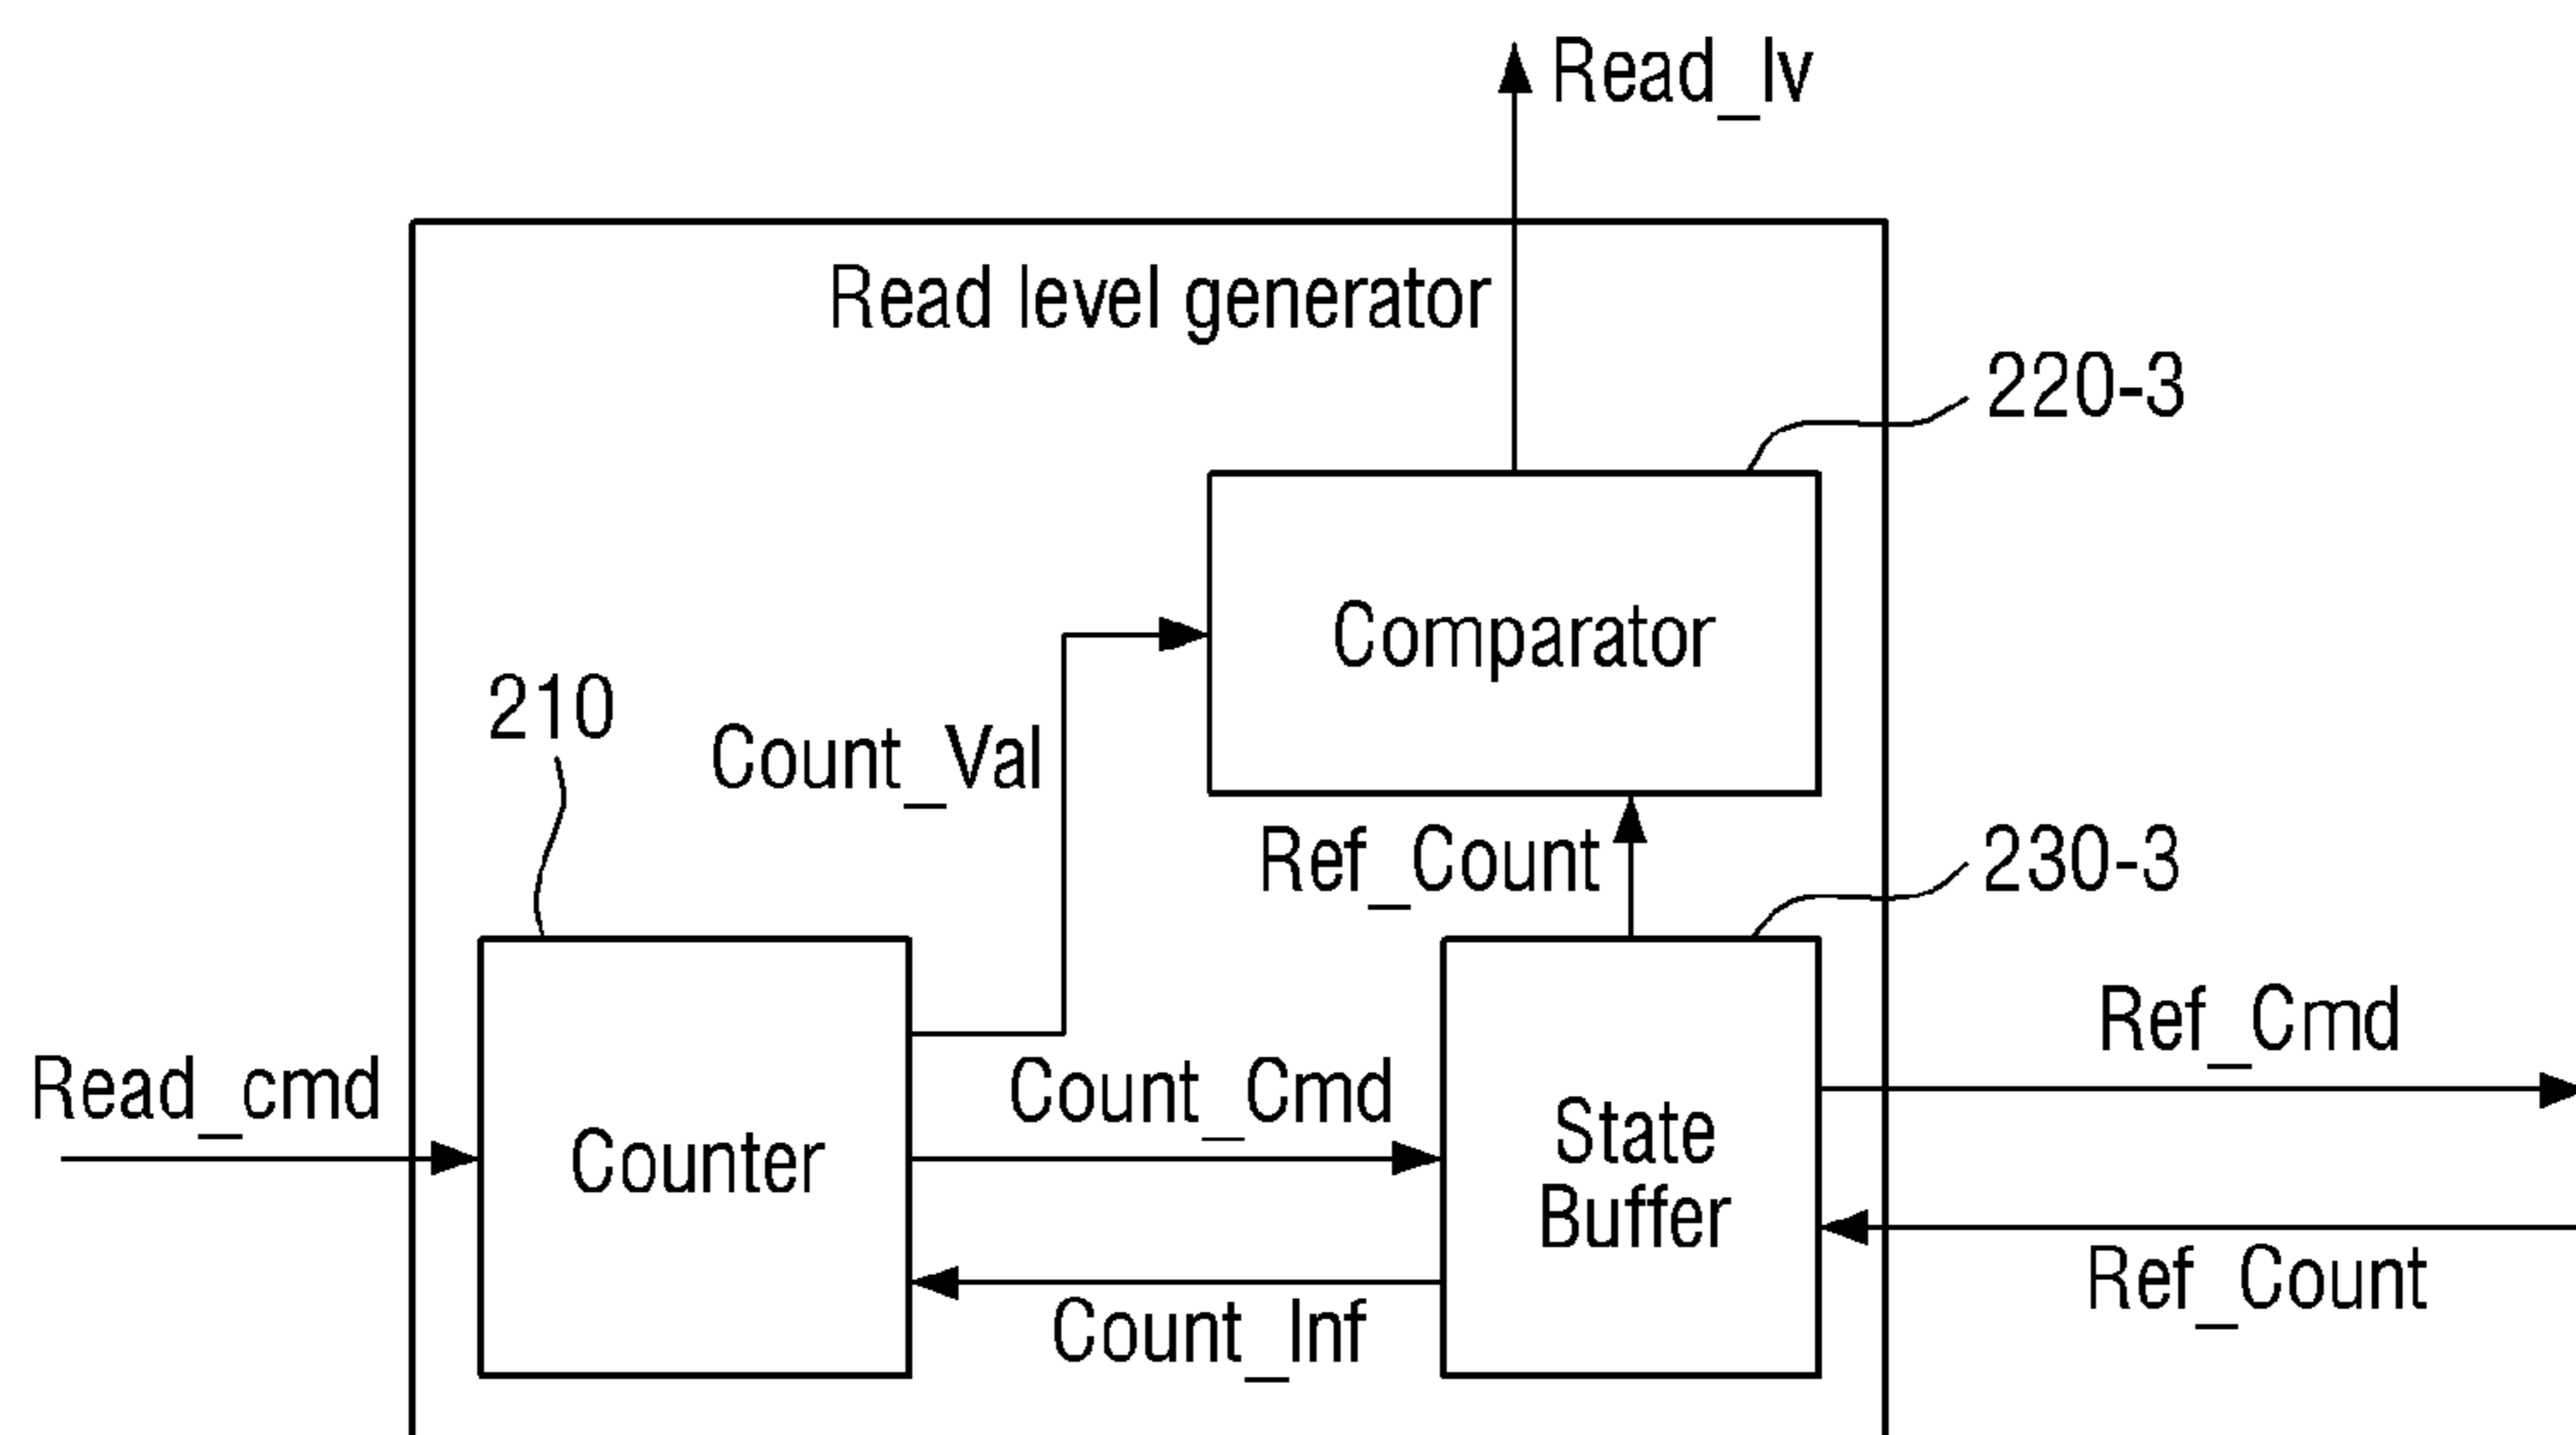 Read_lv
Read level generator
220-3
Comparator
210
Count_Val
Ref_Count
230-3
Read_cmd
Counter
Count_Cmd
Count_Inf
State
Buffer
Ref_Cmd
Ref_Count